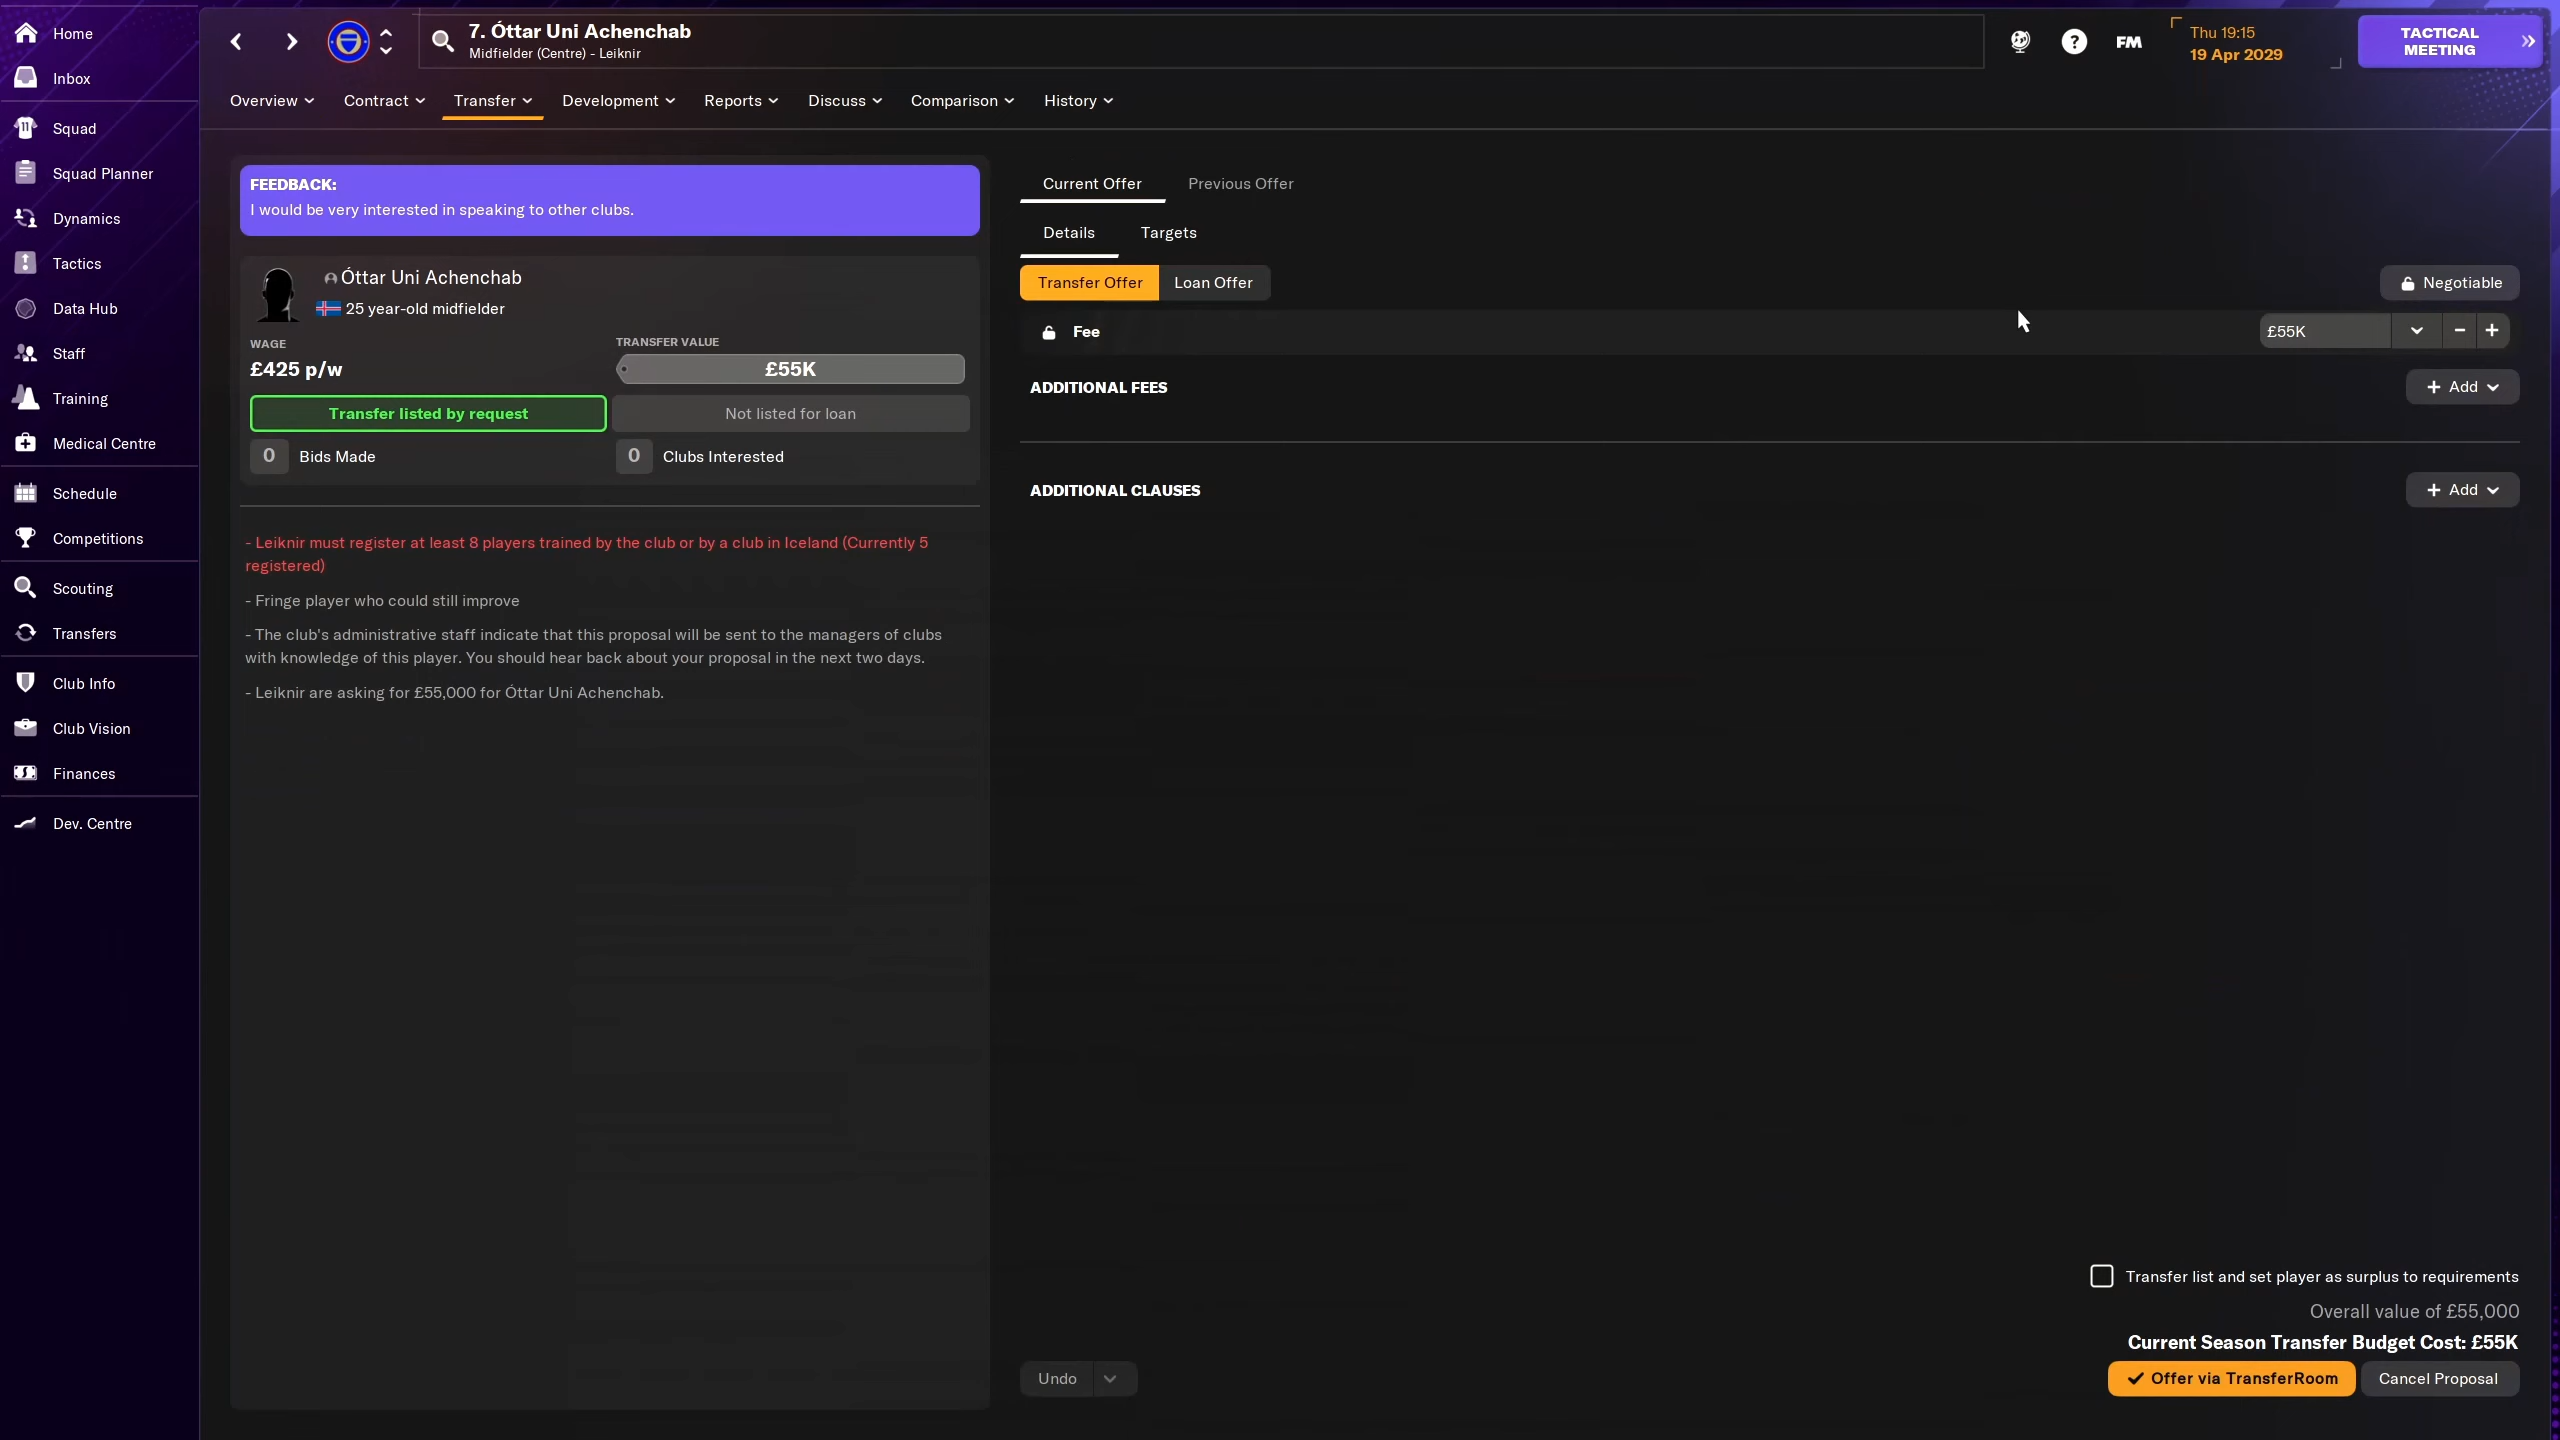 Home
Inbox
Squad
Squad Planner
Dynamics
Tactics
Data Hub
Staff
Training
Medical Centre
Schedule
Competitions
Scouting
Transfers
Club Info
Club Vision
Finances
Dev. Centre
7. Óttar Uni Achenchab
Midfielder (Centre) - Leiknir
?
FM
Thu 19:15
19 Apr 2029
TACTICAL
MEETING
Overview
Contract
Transfer
Development
Reports
Discuss
Comparison
History
FEEDBACK:
I would be very interested in speaking to other clubs.
Óttar Uni Achenchab
25 year-old midfielder
WAGE
£425 p/w
TRANSFER VALUE
£55K
Transfer listed by request
Not listed for loan
0 Bids Made
0 Clubs Interested
- Leiknir must register at least 8 players trained by the club or by a club in Iceland (Currently 5
registered)
- Fringe player who could still improve
- The club's administrative staff indicate that this proposal will be sent to the managers of clubs
with knowledge of this player. You should hear back about your proposal in the next two days.
- Leiknir are asking for £55,000 for Óttar Uni Achenchab.
Current Offer
Previous Offer
Details
Targets
Transfer Offer
Loan Offer
Negotiable
Fee
£55K
ADDITIONAL FEES
+ Add
ADDITIONAL CLAUSES
+ Add
Transfer list and set player as surplus to requirements
Overall value of £55,000
Current Season Transfer Budget Cost: £55K
Undo
Offer via TransferRoom
Cancel Proposal